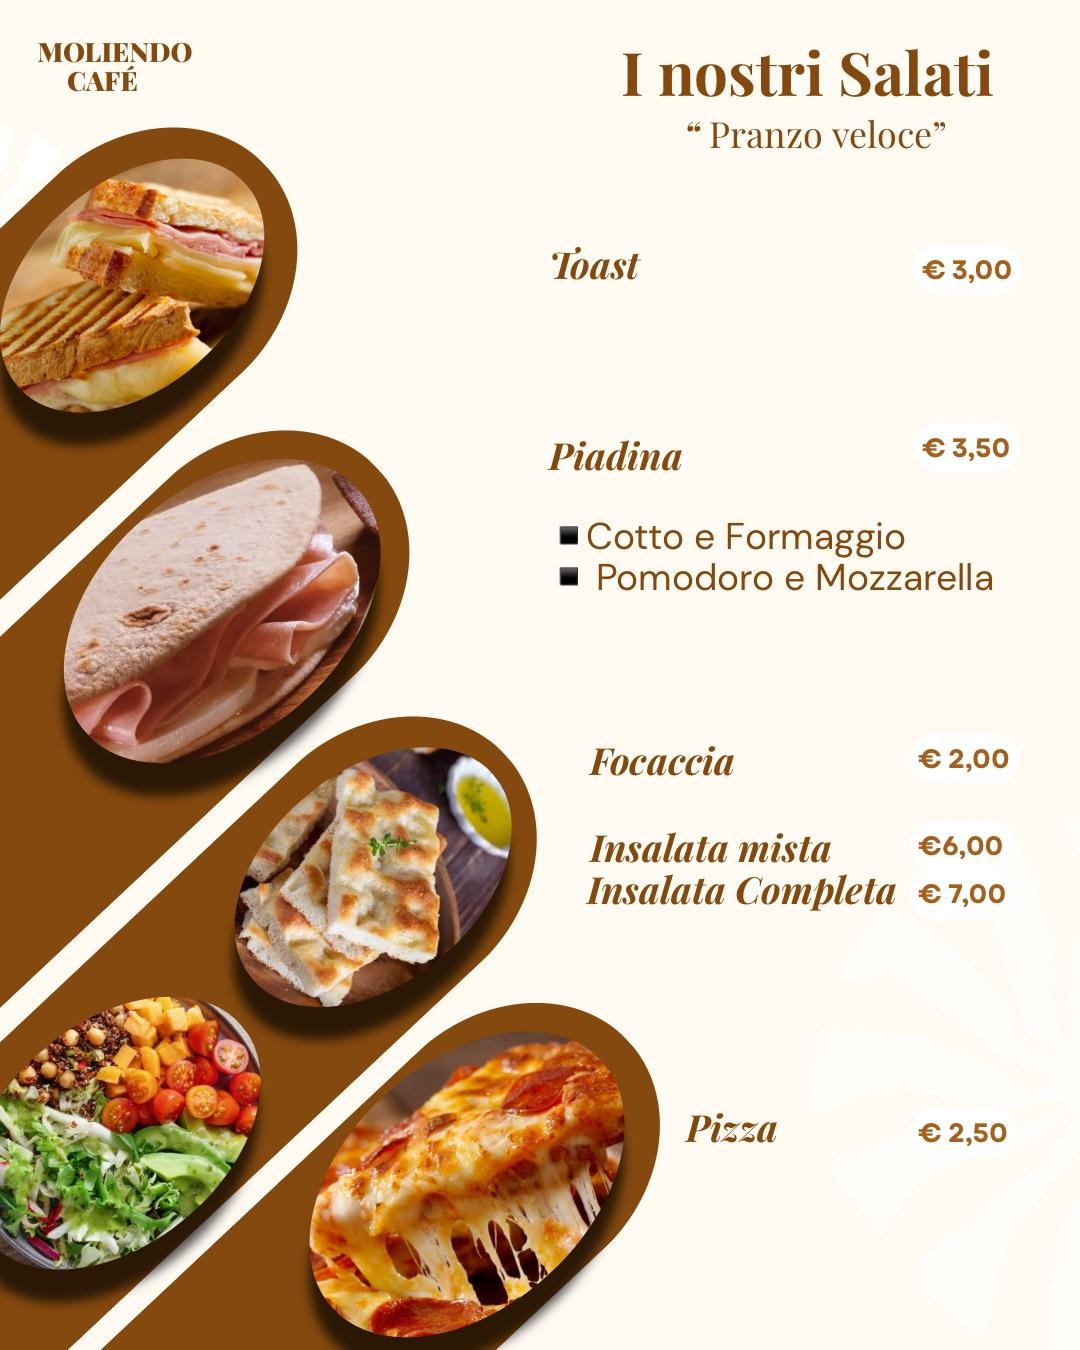 MOLIENDO
CAFÉ
I nostri Salati
“ Pranzo veloce”
Toast € 3,00
Piadina € 3,50
▪Cotto e Formaggio
▪ Pomodoro e Mozzarella
Focaccia € 2,00
Insalata mista €6,00
Insalata Completa € 7,00
Pizza € 2,50